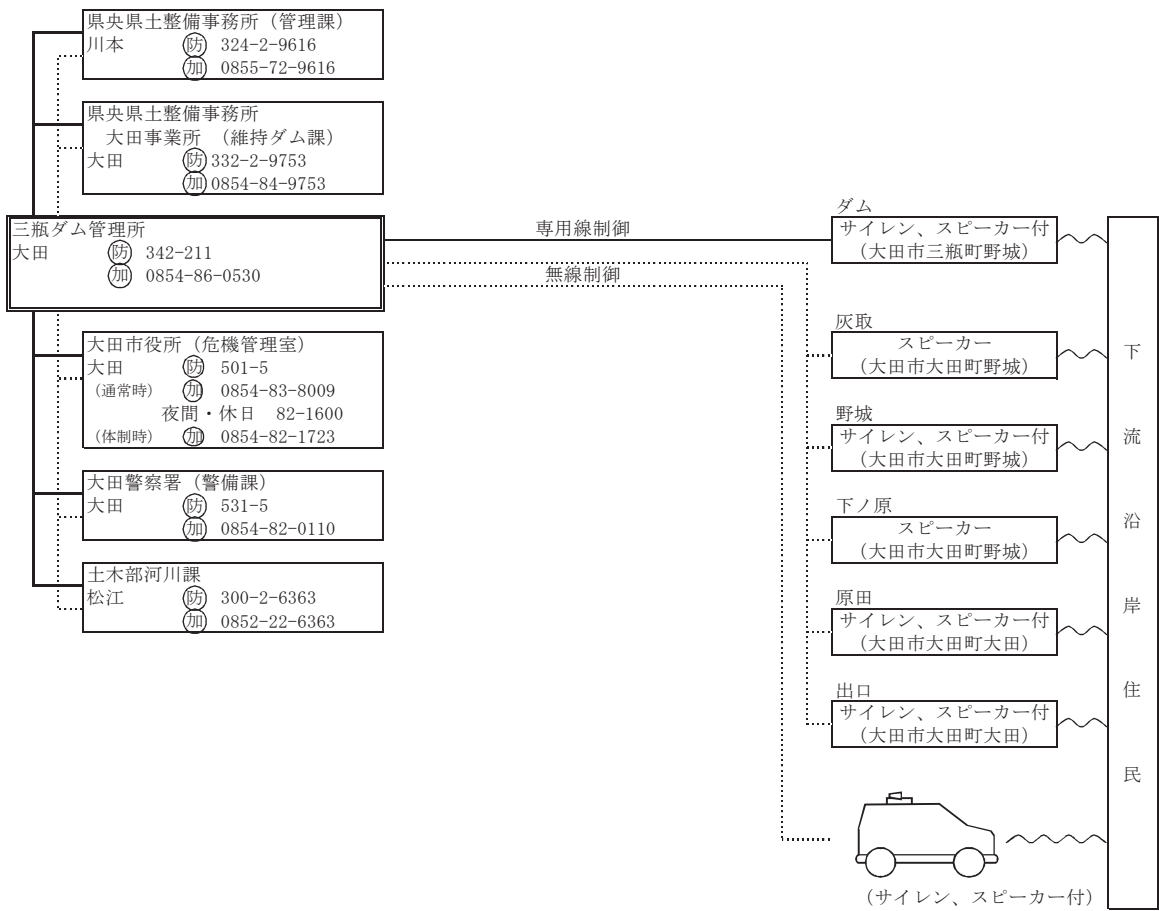 県央県土整備事務所（管理課）
川本 ㊭ 324-2-9616
加 0855-72-9616
県央県土整備事務所
大田事業所 （維持ダム課）
大田 防 332-2-9753
加 0854-84-9753
三瓶ダム管理所
大田 防 342-211
加 0854-86-0530
大田市役所（危機管理室）
大田 防 501-5
（通常時） 加 0854-83-8009
夜間・休日 82-1600
（体制時） 加 0854-82-1723
大田警察署（警備課）
大田 防 531-5
加 0854-82-0110
土木部河川課
松江 防 300-2-6363
加 0852-22-6363
専用線制御
無線制御
ダム
サイレン、スピーカー付
（大田市三瓶町野城）
灰取
スピーカー
（大田市大田町野城）
野城
サイレン、スピーカー付
（大田市大田町野城）
下ノ原
スピーカー
（大田市大田町野城）
原田
サイレン、スピーカー付
（大田市大田町大田）
出口
サイレン、スピーカー付
（大田市大田町大田）
（サイレン、スピーカー付）
下流沿岸住民